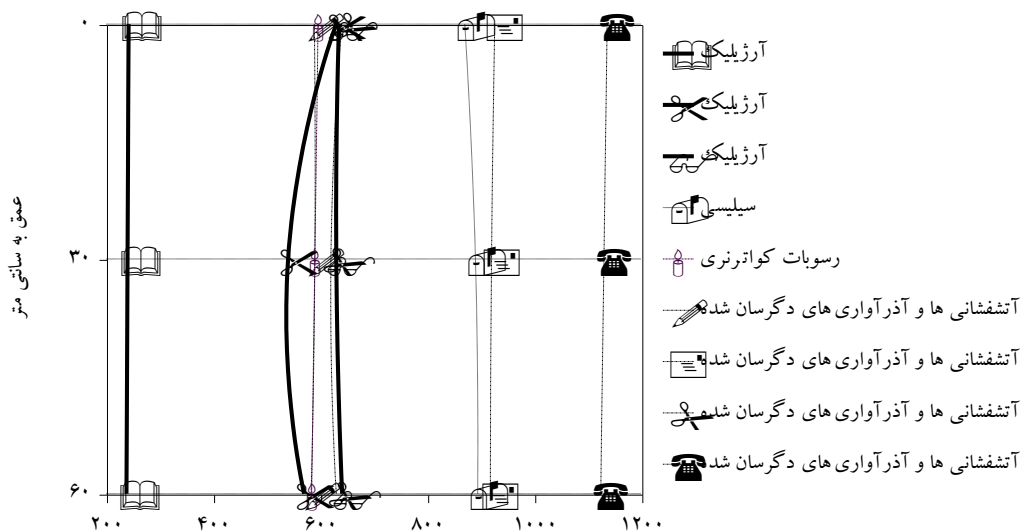 ۰
۳۰
۶۰
عمق به سانتی متر
۲۰۰ ۴۰۰ ۶۰۰ ۸۰۰ ۱۰۰۰ ۱۲۰۰
آرژیلیک
آرژیلیک
آرژیلیک
سیلیسی
رسوبات کواترنری
آتشفشانی ها و آذرآواری های دگرسان شده
آتشفشانی ها و آذرآواری های دگرسان شده
آتشفشانی ها و آذرآواری های دگرسان شده
آتشفشانی ها و آذرآواری های دگرسان شده